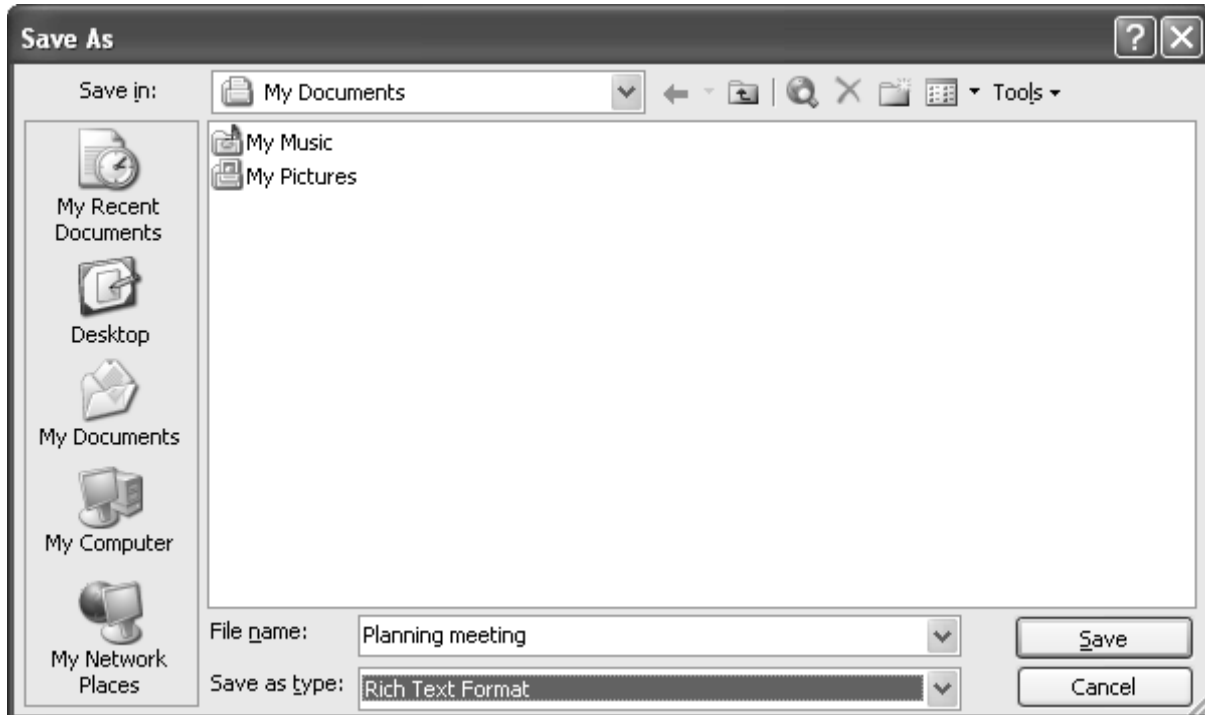 Save As
Save in:
My Documents
Tools
My Music
My Pictures
My Recent
Documents
Desktop
My Documents
My Computer
My Network
Places
File name:
Planning meeting
Save
Save as type:
Rich Text Format
Cancel